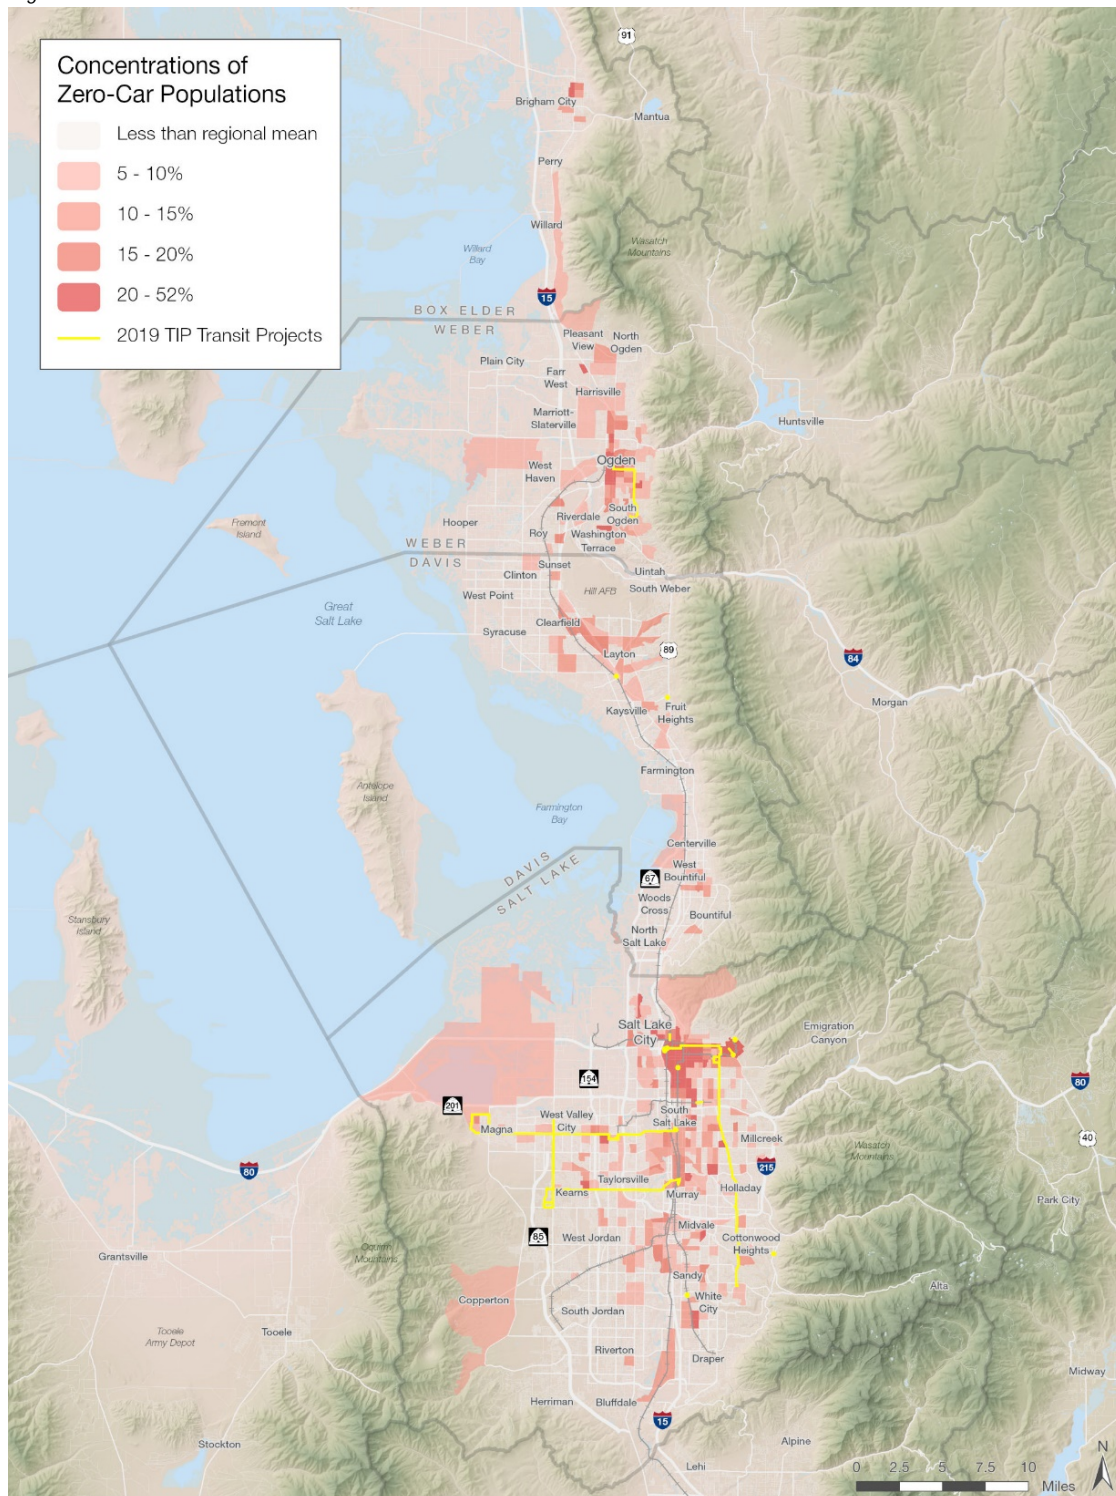 Concentrations of
Zero-Car Populations
Less than regional mean
5 - 10%
10 - 15%
15 - 20%
20 - 52%
2019 TIP Transit Projects
91
Brigham City
Mantua
Perry
Willard
Willard
Bay
Wasatch
Mountains
15
BOX ELDER
WEBER
Pleasant
View
North
Ogden
Plain City
Farr
West
Harrisville
Marriott-
Slaterville
Huntsville
Ogden
West
Haven
South
Ogden
Riverdale
Hooper
Fremont
Island
Roy
Washington
Terrace
WEBER
DAVIS
Sunset
Clinton
Uintah
South Weber
Hill AFB
West Point
Great
Salt Lake
Clearfield
Syracuse
Layton
89
84
Morgan
Kaysville
Fruit
Heights
Farmington
Antelope
Island
Farmington
Bay
Centerville
DAVIS
SALT LAKE
West
Bountiful
67
Woods
Cross
Bountiful
Stansbury
Island
North
Salt Lake
Salt Lake
City
Emigration
Canyon
154
80
201
West Valley
City
South
Salt Lake
Magna
Millcreek
40
Wasatch
Mountains
80
215
Taylorsville
Kearns
Murray
Holladay
Park City
Midvale
85
West Jordan
Cottonwood
Heights
Grantsville
Oquirrh
Mountains
Sandy
Alta
Copperton
White
City
South Jordan
Tooele
Army Depot
Tooele
Riverton
Draper
Midway
Herriman
Bluffdale
15
Stockton
Alpine
Lehi
N
0 2.5 5 7.5 10
Miles